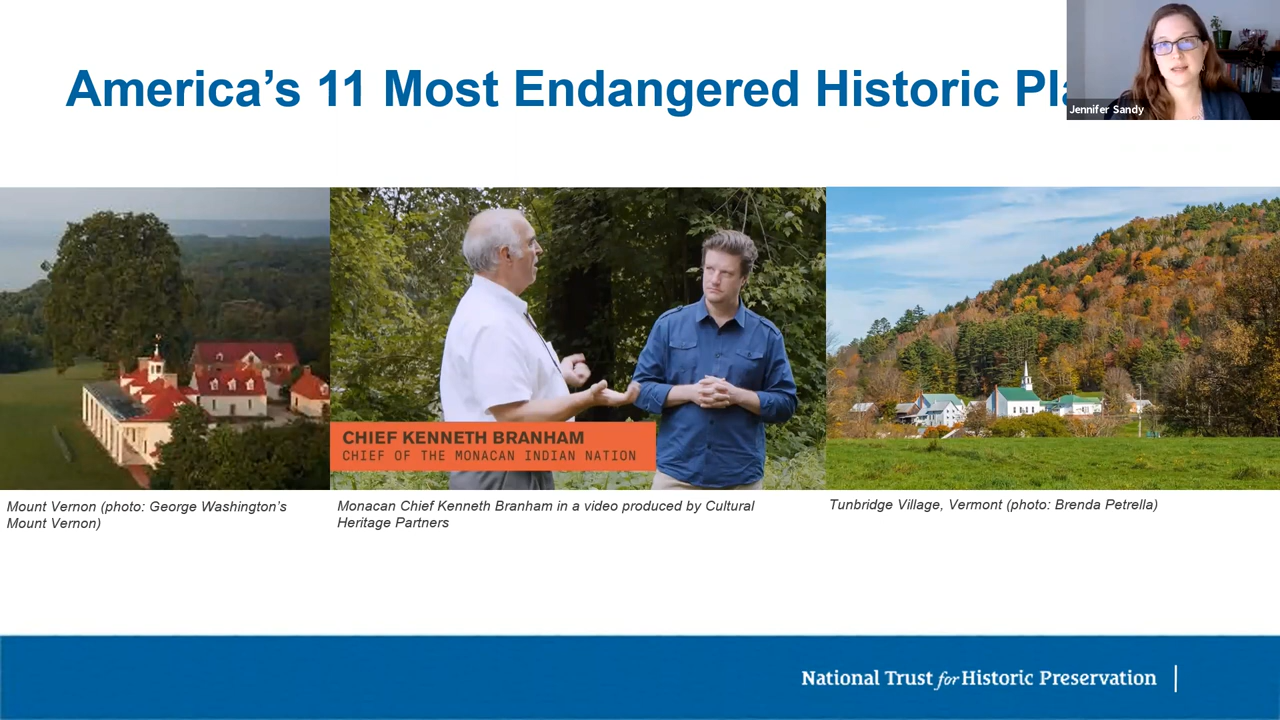 America's 11 Most Endangered Historic Pla
Jennifer Sandy
CHIEF KENNETH BRANHAM
CHIEF OF THE MONACAN INDIAN NATION
Mount Vernon (photo: George Washington's
Mount Vernon)
Monacan Chief Kenneth Branham in a video produced by Cultural
Heritage Partners
Tunbridge Village, Vermont (photo: Brenda Petrella)
National Trust for Historic Preservation